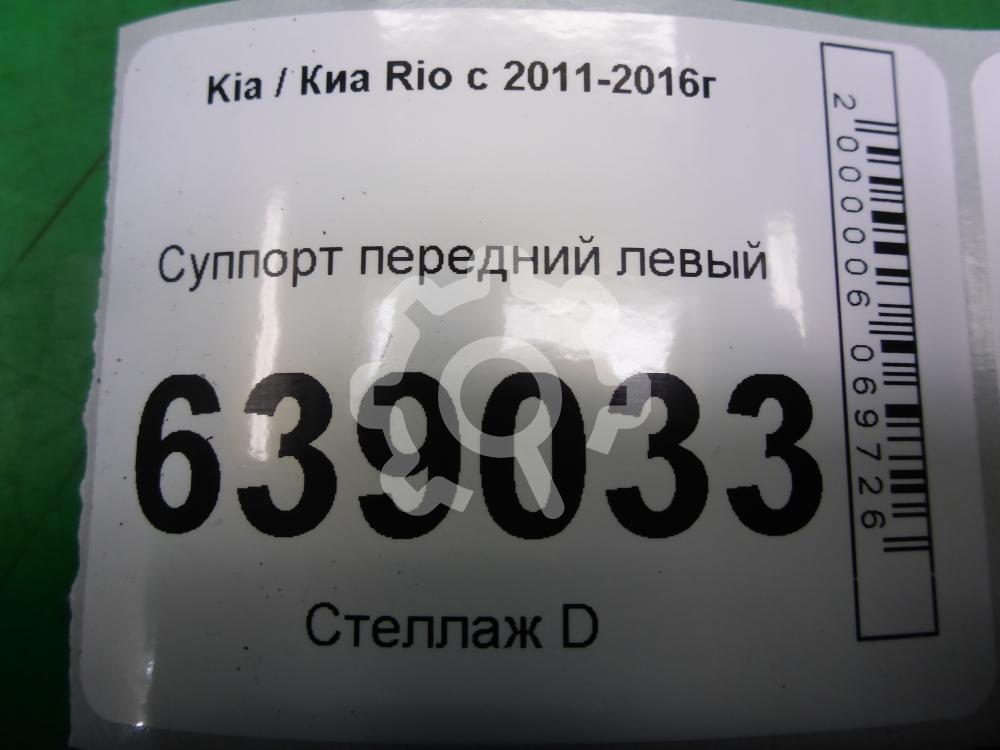 Kia / Киа Rio с 2011-2016г
Суппорт передний левый
639033
Стеллаж D
2000006069726